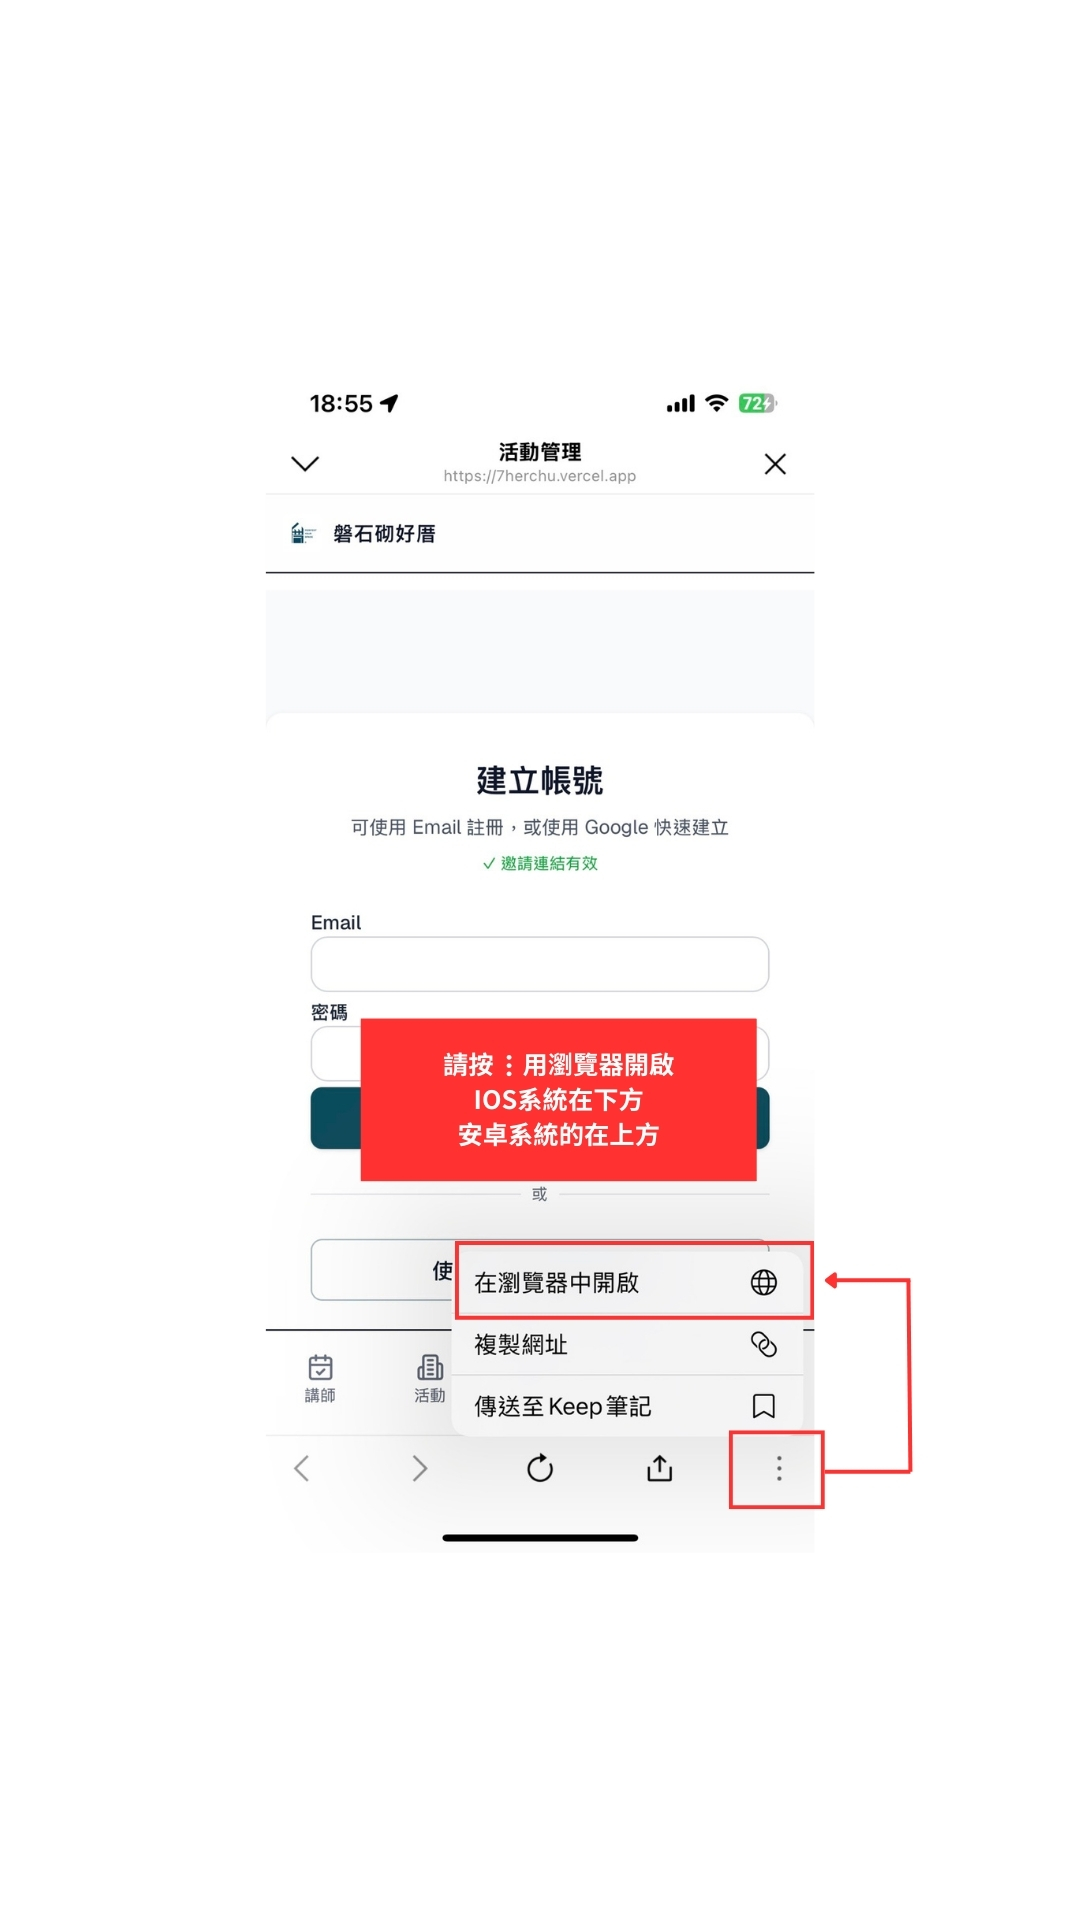 18:55
72
活動管理
https://7herchu.vercel.app
磐石砌好厝
建立帳號
可使用 Email 註冊，或使用 Google 快速建立
✓ 邀請連結有效
Email
密碼
請按：用瀏覽器開啟
IOS系統在下方
安卓系統的在上方
或
使
在瀏覽器中開啟
複製網址
傳送至 Keep 筆記
講師
活動